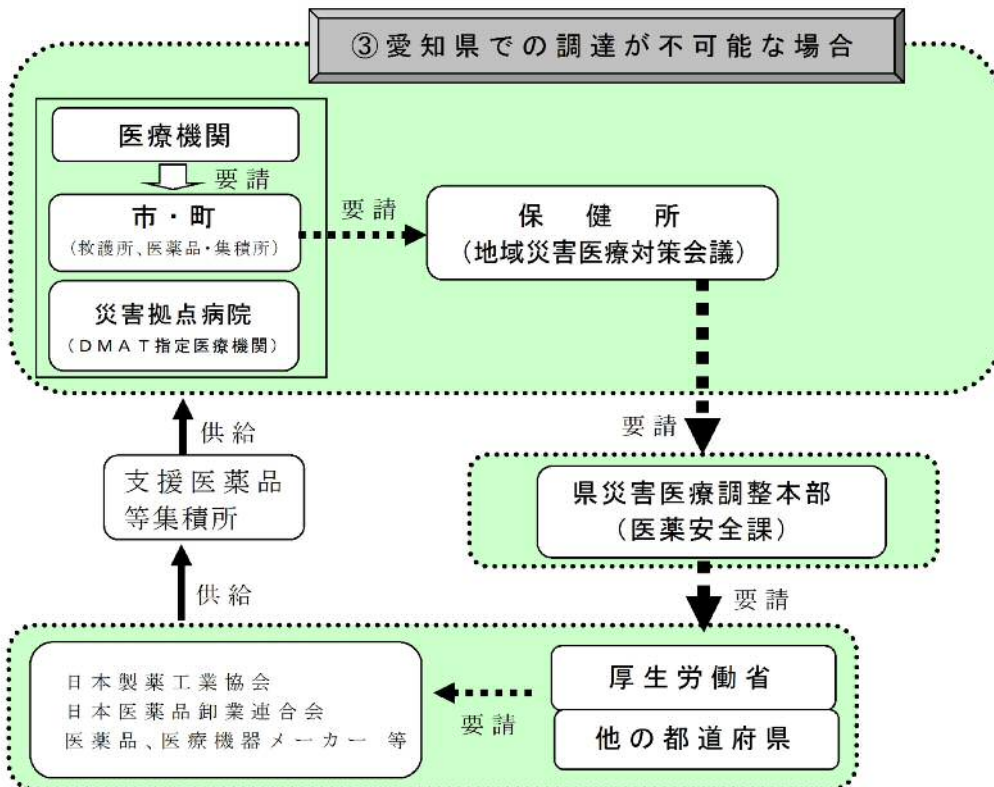 ③愛知県での調達が不可能な場合
医療機関
要請
市・町
(救護所、医薬品・集積所)
災害拠点病院
(DMAT指定医療機関)
要請
保健所
(地域災害医療対策会議)
要請
県災害医療調整本部
(医薬安全課)
要請
厚生労働省
他の都道府県
要請
日本製薬工業協会
日本医薬品卸業連合会
医薬品、医療機器メーカー 等
供給
支援医薬品
等集積所
供給